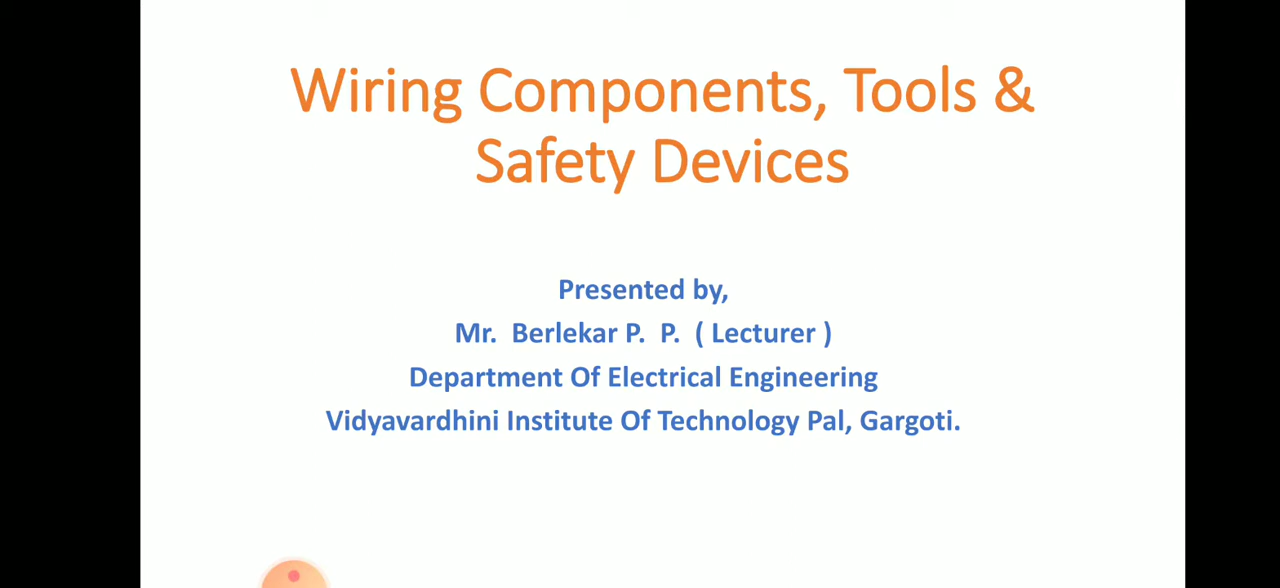 Wiring Components, Tools &
Safety Devices
Presented by,
Mr. Berlekar P. P. ( Lecturer )
Department Of Electrical Engineering
Vidyavardhini Institute Of Technology Pal, Gargoti.